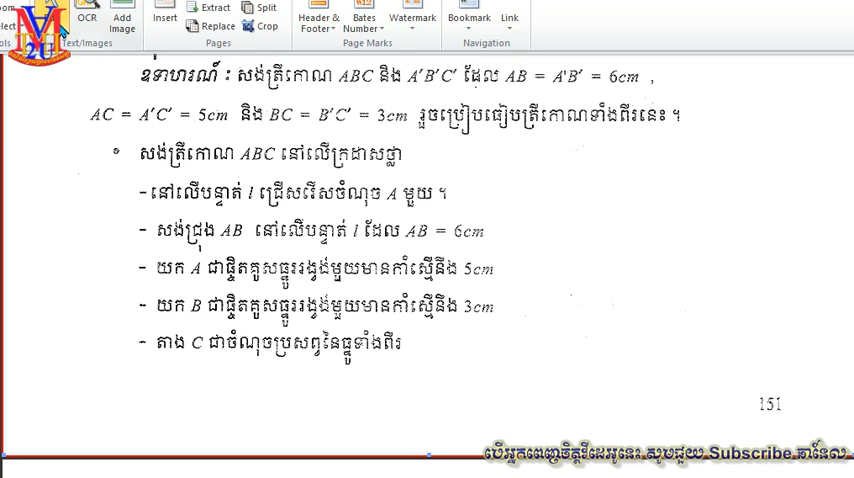 Extract
Split
OCR
Add
Image
Insert
Replace
Crop
Header &
Footer
Bates
Number
Watermark
Bookmark
Link
Text/Images
Pages
Page Marks
Navigation
ឧទាហរណ៍ : សង់ត្រីកោណ ABC និង A′B′C′ ដែល AB = A′B′ = 6cm ,
AC = A′C′ = 5cm និង BC = B′C′ = 3cm រួចប្រៀបធៀបត្រីកោណទាំងពីរនេះ ។
• សង់ត្រីកោណ ABC នៅលើក្រដាសថ្លា
- នៅលើបន្ទាត់ l ជ្រើសរើសចំណុច A មួយ ។
- សង់ជ្រុង AB នៅលើបន្ទាត់ l ដែល AB = 6cm
- យក A ជាផ្ចិតគូសធ្នូរង្វង់មួយមានកាំស្មើនឹង 5cm
- យក B ជាផ្ចិតគូសធ្នូរង្វង់មួយមានកាំស្មើនឹង 3cm
- តាង C ជាចំណុចប្រសព្វនៃធ្នូទាំងពីរ
151
បើអ្នកពេញចិត្តវីដេអូនេះ សូមជួយ Subscribe ឆានែល